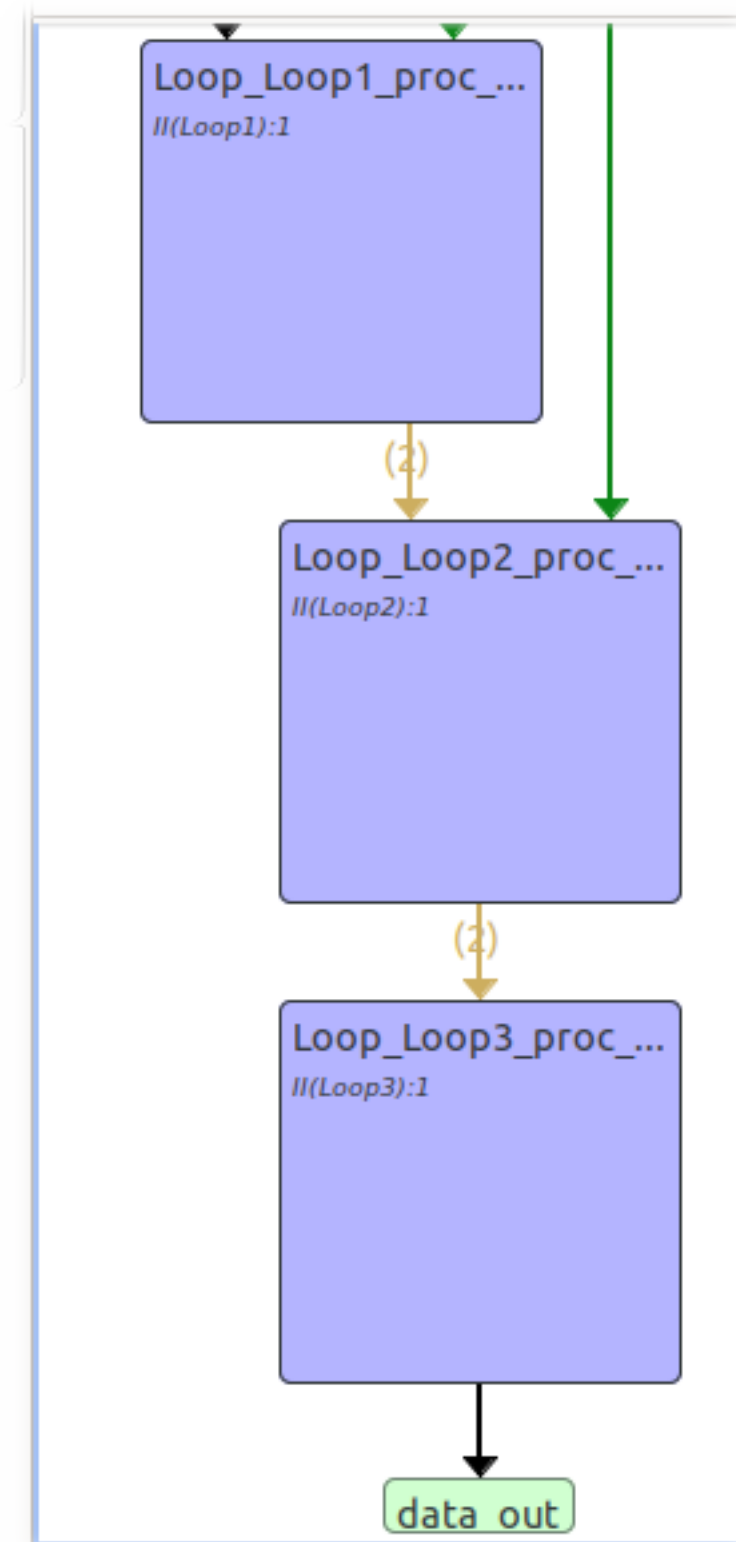 Loop_Loop1_proc_...
II(Loop1):1
(2)
Loop_Loop2_proc_...
II(Loop2):1
(2)
Loop_Loop3_proc_...
II(Loop3):1
data_out